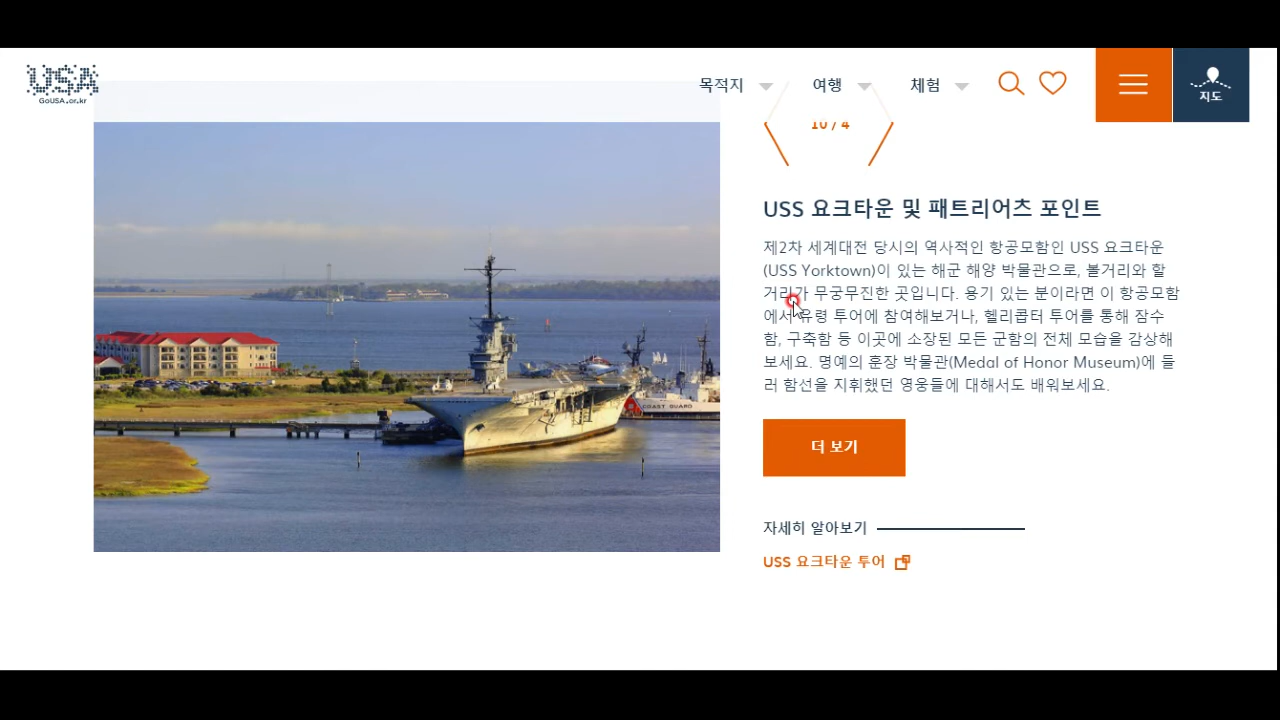 USA
GoUSA.or.kr
목적지
여행
체험
지도
10 / 4
USS 요크타운 및 패트리어츠 포인트
제2차 세계대전 당시의 역사적인 항공모함인 USS 요크타운
(USS Yorktown)이 있는 해군 해양 박물관으로, 볼거리와 할
거리가 무궁무진한 곳입니다. 용기 있는 분이라면 이 항공모함
에서 유령 투어에 참여해보거나, 헬리콥터 투어를 통해 잠수
함, 구축함 등 이곳에 소장된 모든 군함의 전체 모습을 감상해
보세요. 명예의 훈장 박물관(Medal of Honor Museum)에 들
러 함선을 지휘했던 영웅들에 대해서도 배워보세요.
더 보기
자세히 알아보기
USS 요크타운 투어
COAST GUARD